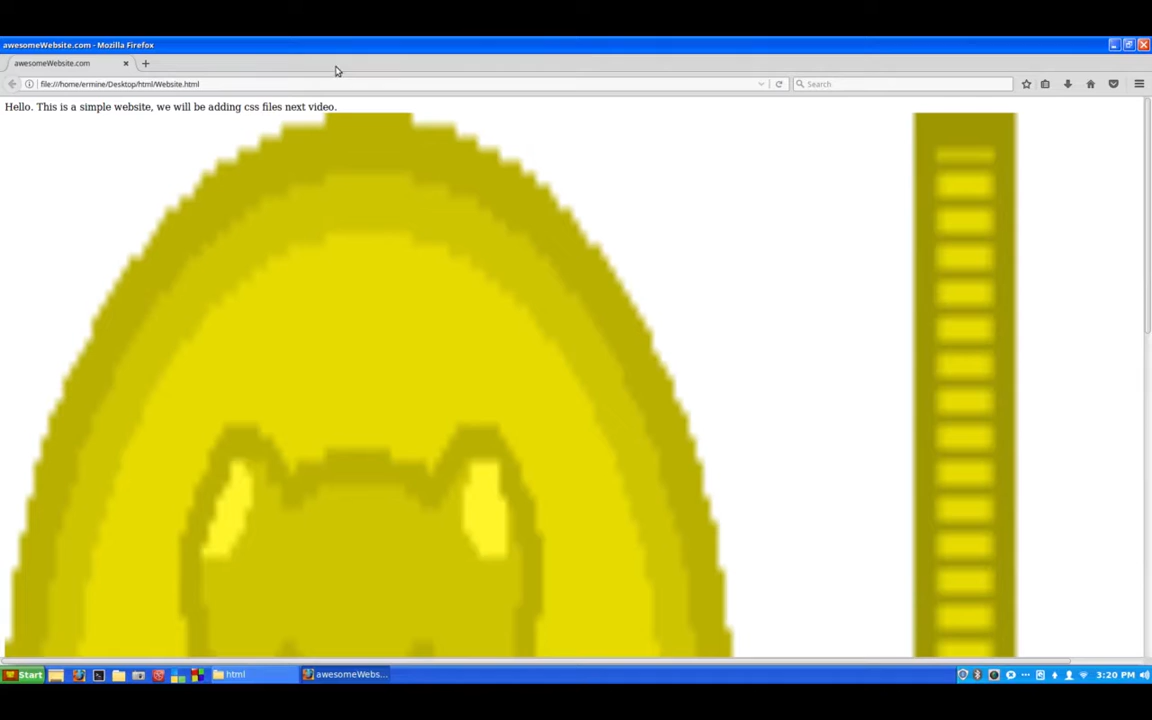 awesomeWebsite.com - Mozilla Firefox
awesomeWebsite.com
file:///home/ermine/Desktop/html/Website.html
Search
Hello. This is a simple website, we will be adding css files next video.
Start
html
awesomeWebs...
3:20 PM